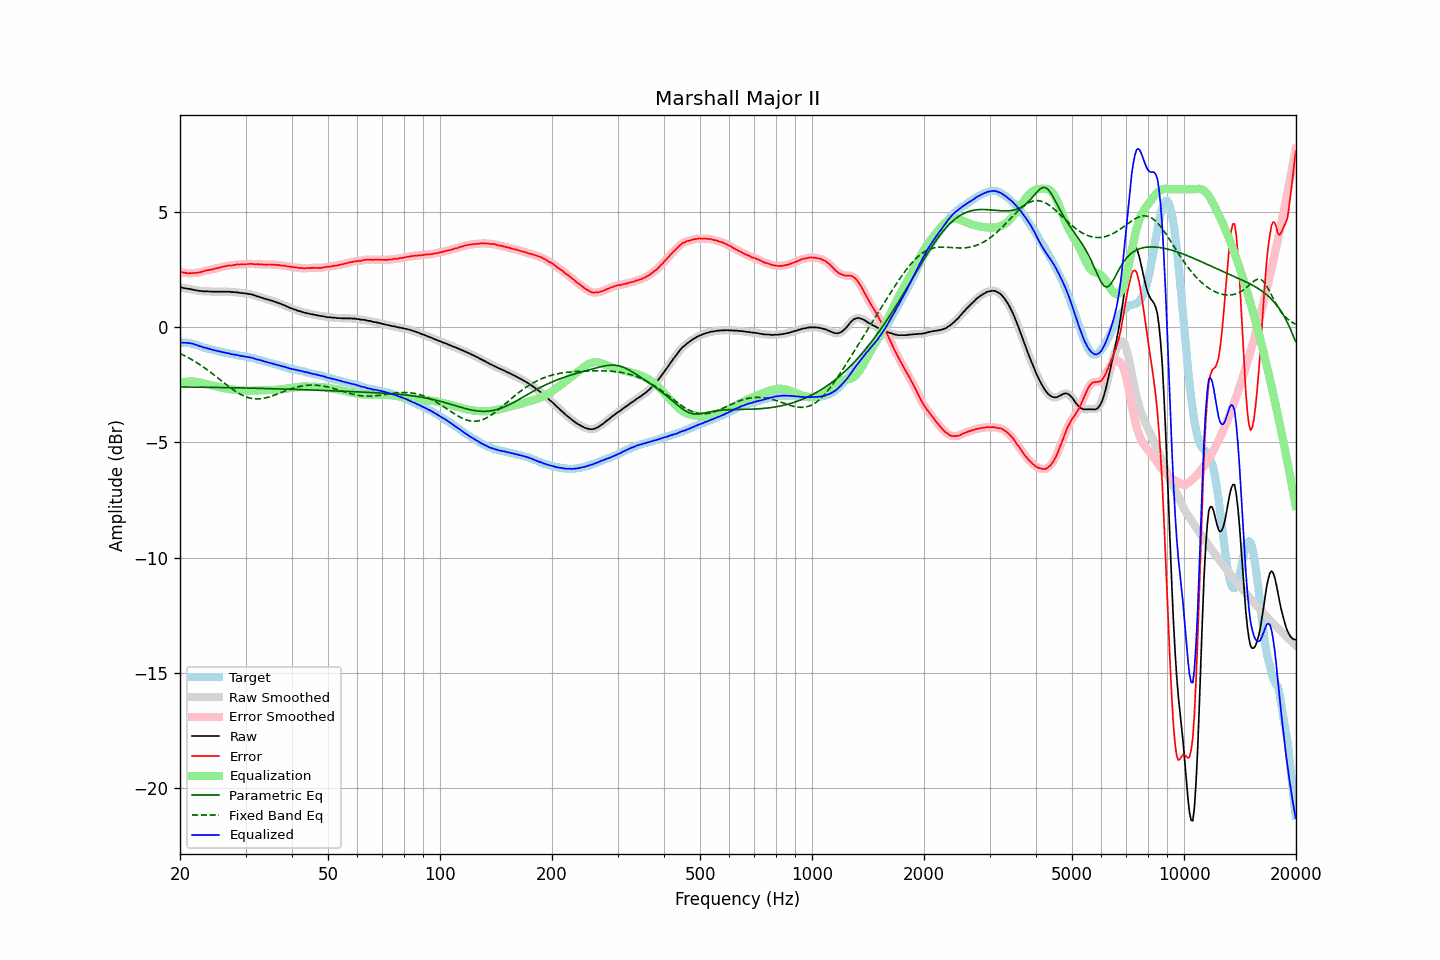 Marshall Major II
Amplitude (dBr)
5
0
−5
−10
−15
−20
Target
Raw Smoothed
Error Smoothed
Raw
Error
Equalization
Parametric Eq
Fixed Band Eq
Equalized
20 50 100 200 500 1000 2000 5000 10000 20000
Frequency (Hz)